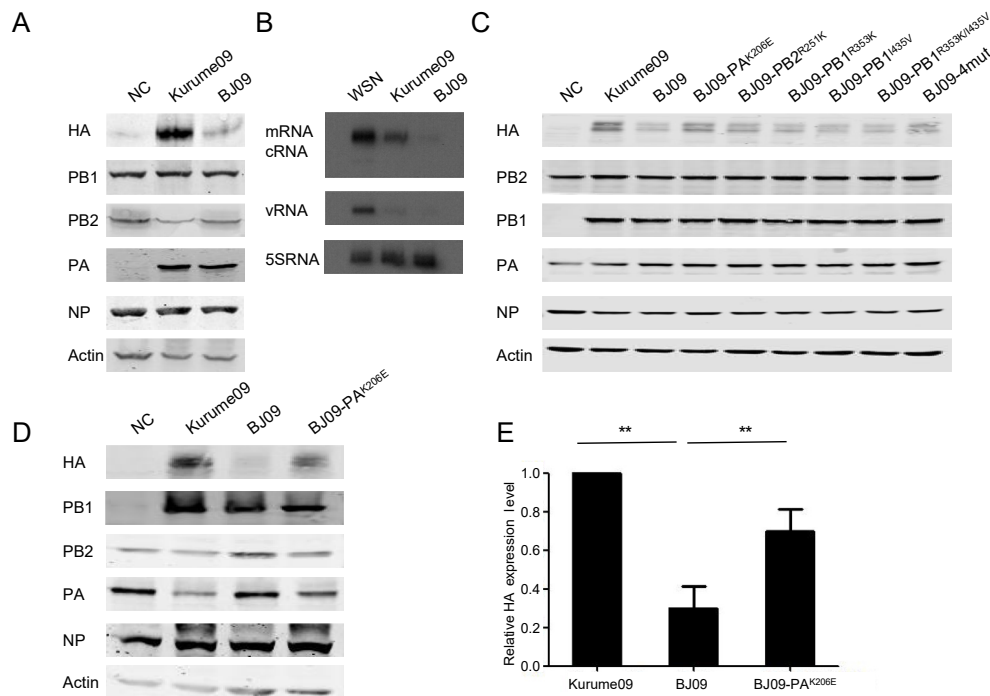 A
NC Kurume09 BJ09
HA
PB1
PB2
PA
NP
Actin
B
WSN Kurume09 BJ09
mRNA
cRNA
vRNA
5SRNA
C
NC Kurume09 BJ09 BJ09-PAK206E BJ09-PB2R251K BJ09-PB1R353K BJ09-PB1I435V BJ09-PB1R353K/I435V BJ09-4mut
HA
PB2
PB1
PA
NP
Actin
D
NC Kurume09 BJ09 BJ09-PAK206E
HA
PB1
PB2
PA
NP
Actin
E
** **
Relative HA expression level
1.0
0.8
0.6
0.4
0.2
0.0
Kurume09 BJ09 BJ09-PAK206E